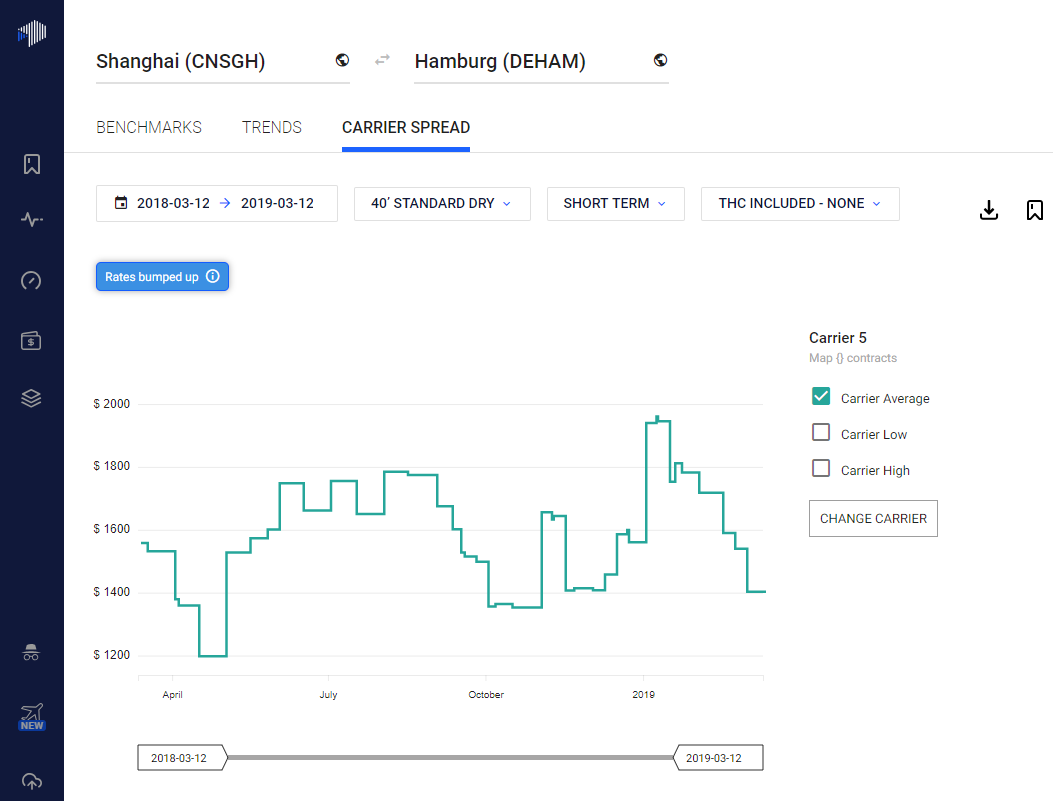 Shanghai (CNSGH) Hamburg (DEHAM)
BENCHMARKS TRENDS CARRIER SPREAD
2018-03-12 → 2019-03-12 40’ STANDARD DRY SHORT TERM THC INCLUDED - NONE
Rates bumped up
Carrier 5
Map {} contracts
Carrier Average
Carrier Low
Carrier High
CHANGE CARRIER
$ 2000
$ 1800
$ 1600
$ 1400
$ 1200
April July October 2019
NEW
2018-03-12 2019-03-12